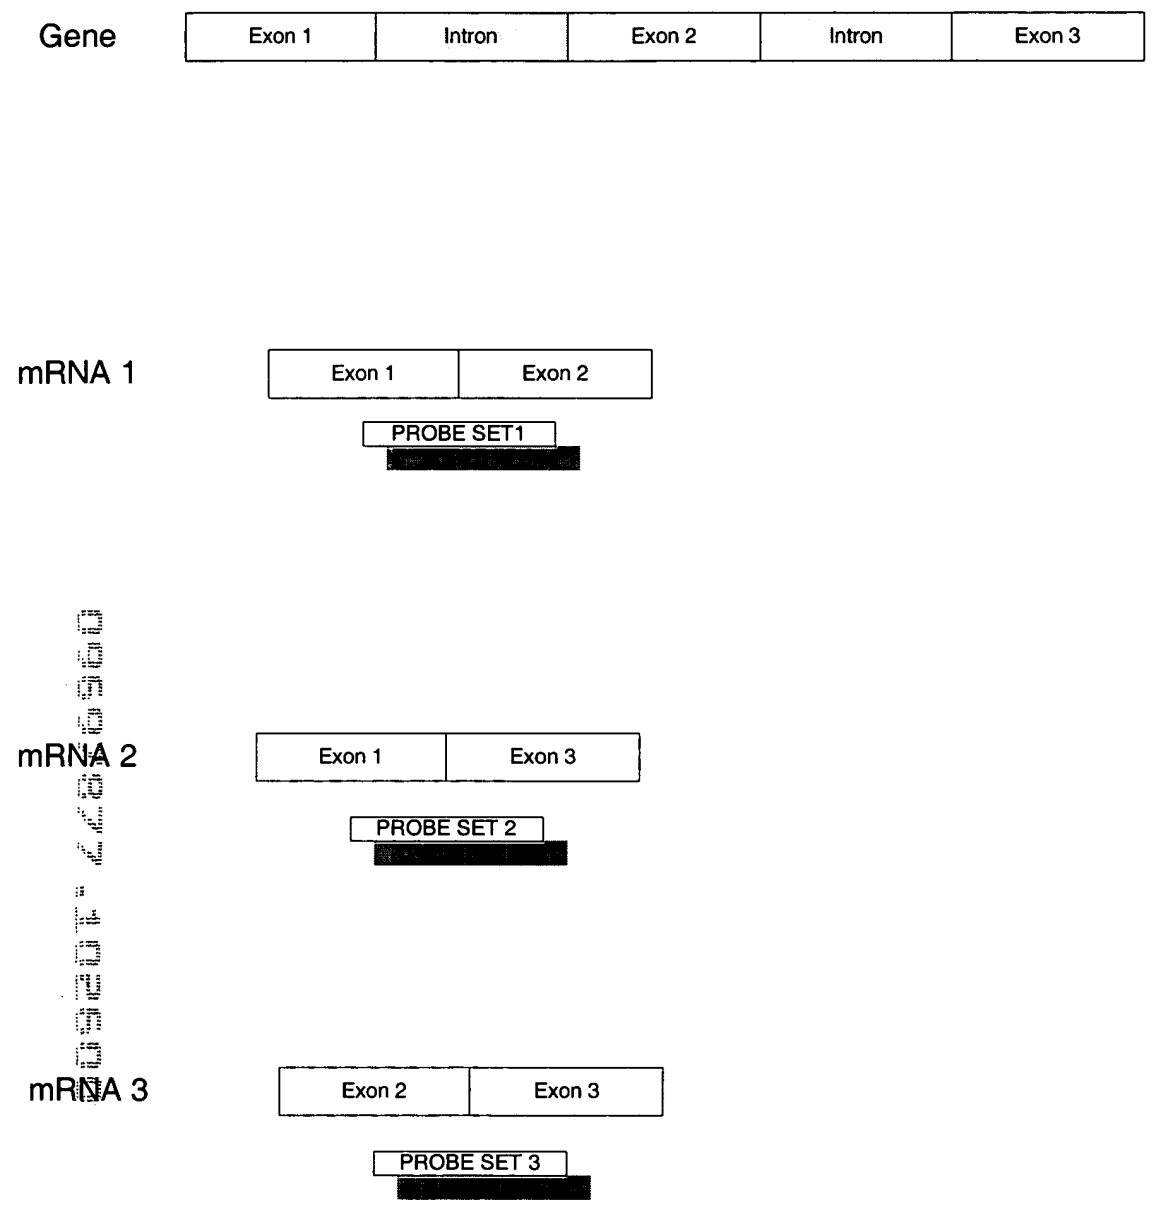 Gene Exon 1 Intron Exon 2 Intron Exon 3
mRNA 1 Exon 1 Exon 2
PROBE SET1
mRNA 2 Exon 1 Exon 3
PROBE SET 2
mRNA 3 Exon 2 Exon 3
PROBE SET 3